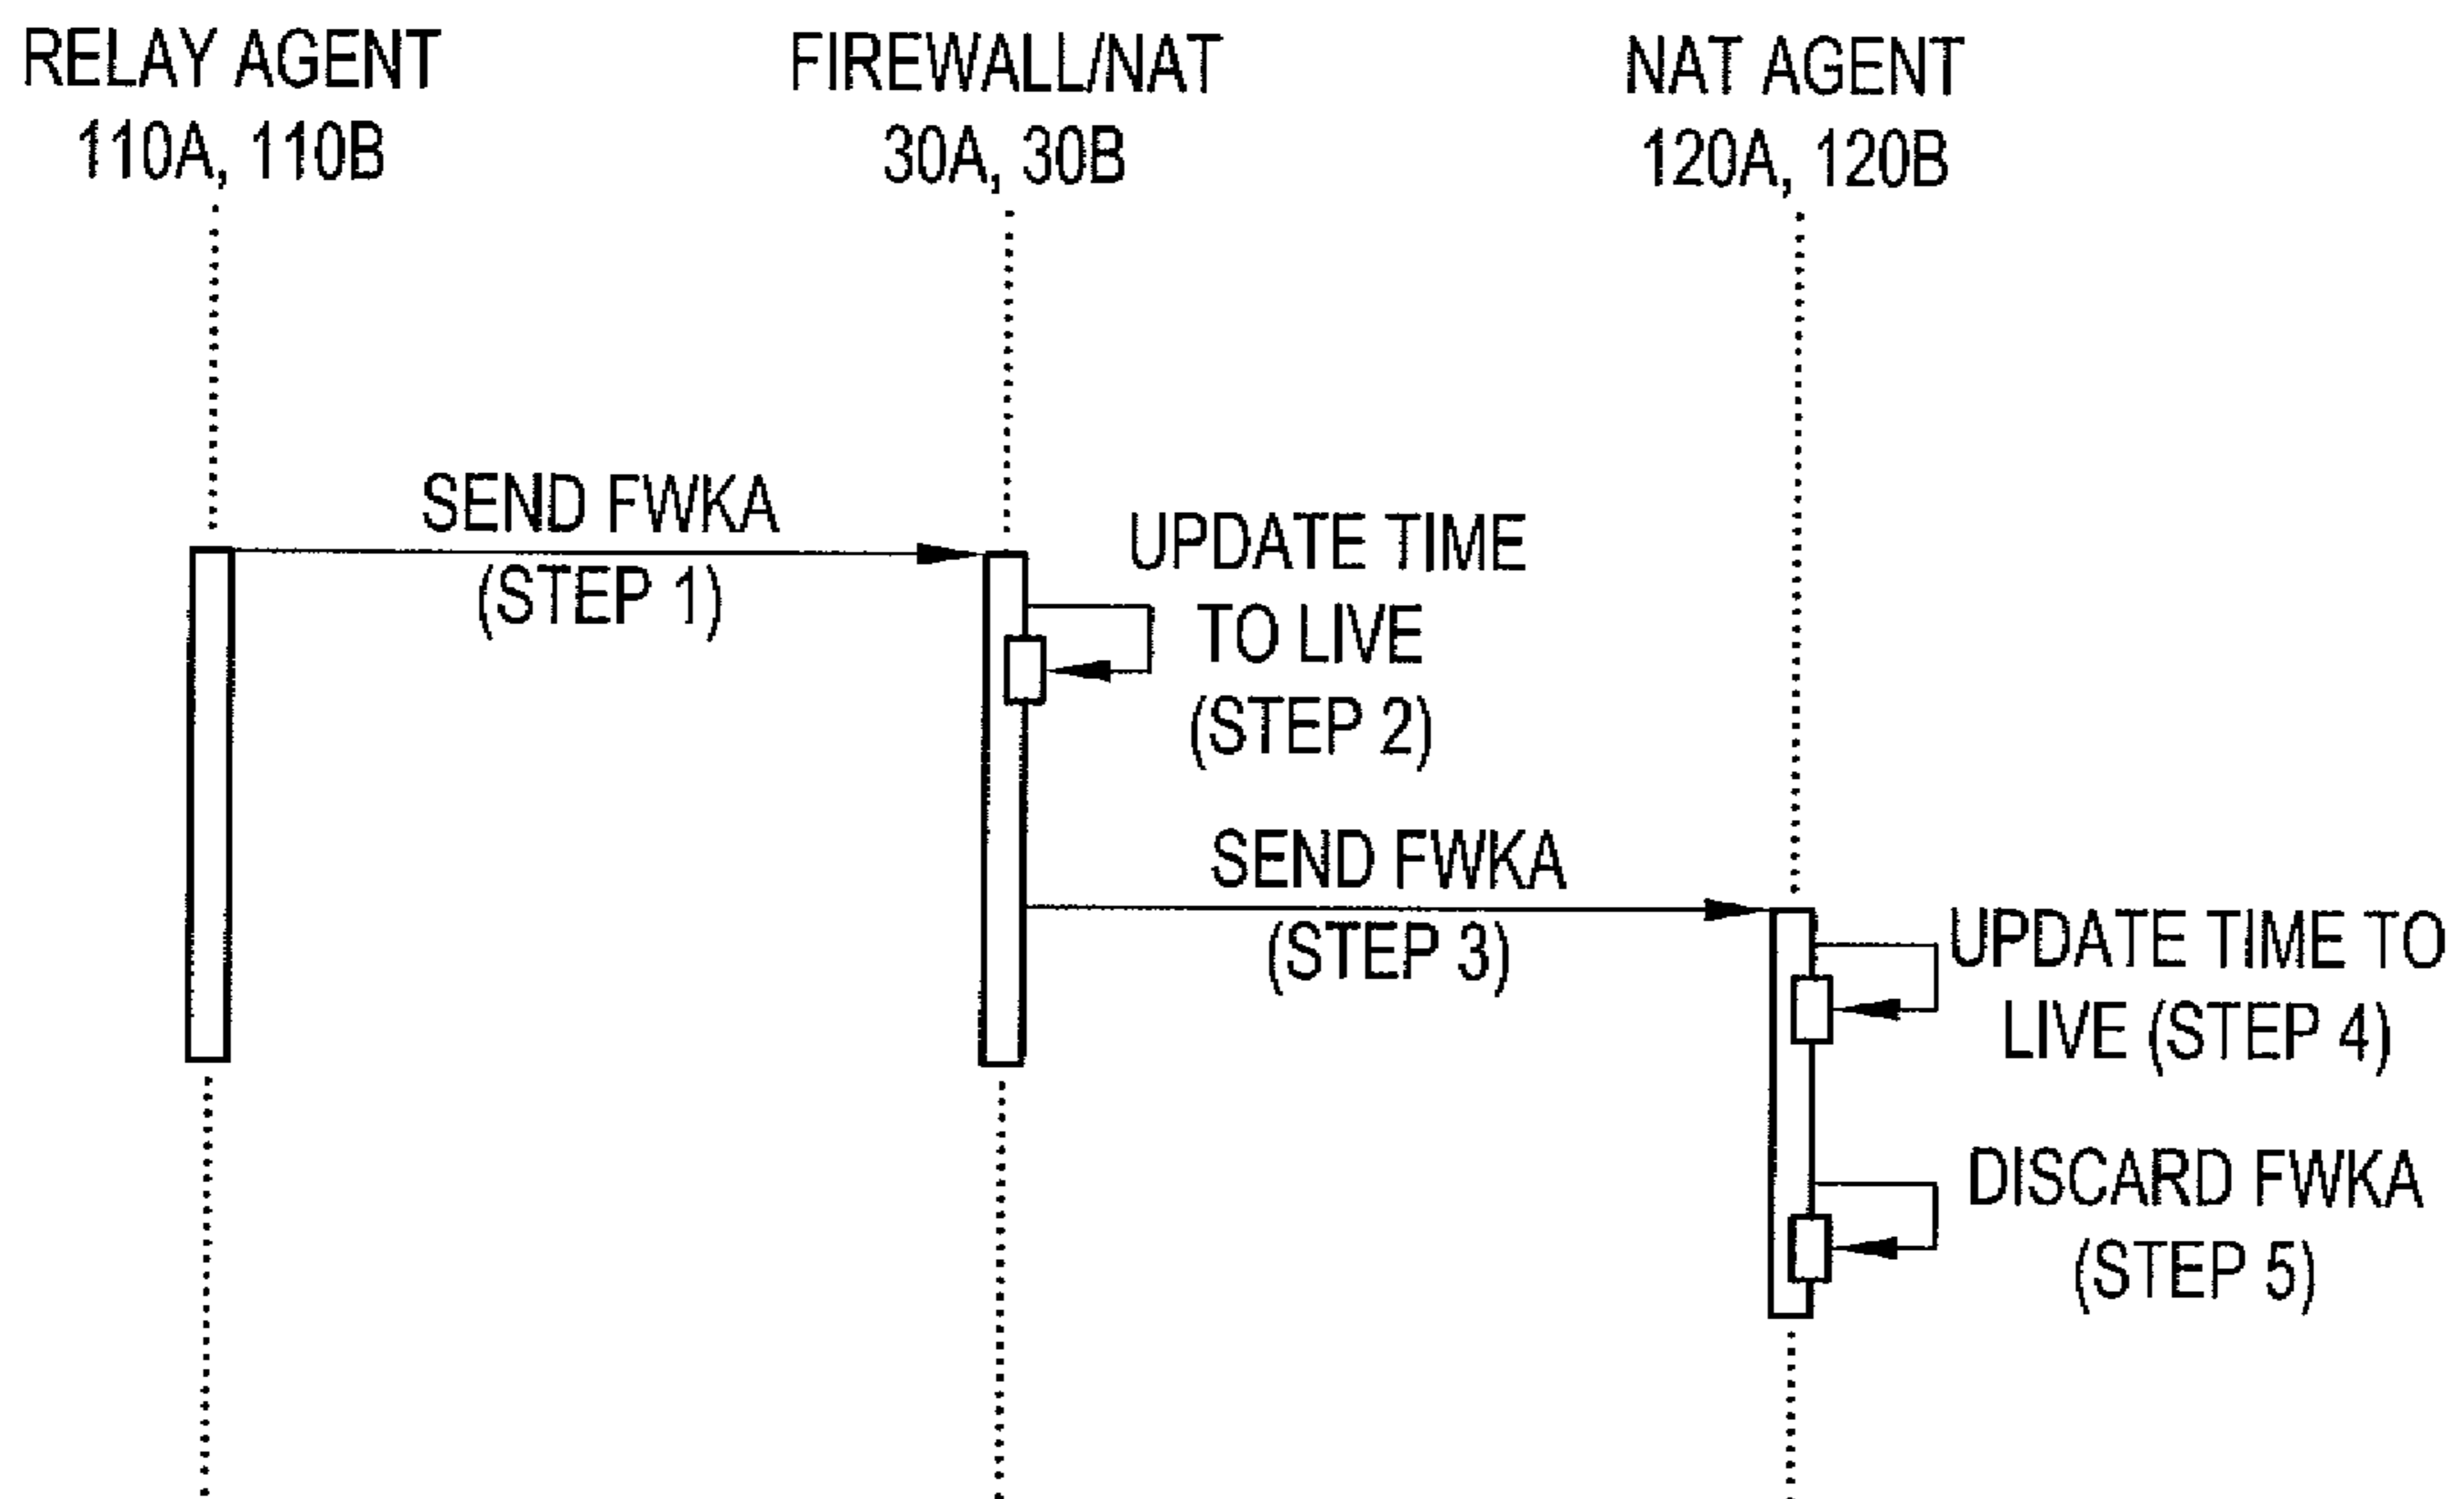 RELAY AGENT
110A, 110B
FIREWALL/NAT
30A, 30B
NAT AGENT
120A, 120B
SEND FWKA
(STEP 1)
UPDATE TIME
TO LIVE
(STEP 2)
SEND FWKA
(STEP 3)
UPDATE TIME TO
LIVE (STEP 4)
DISCARD FWKA
(STEP 5)